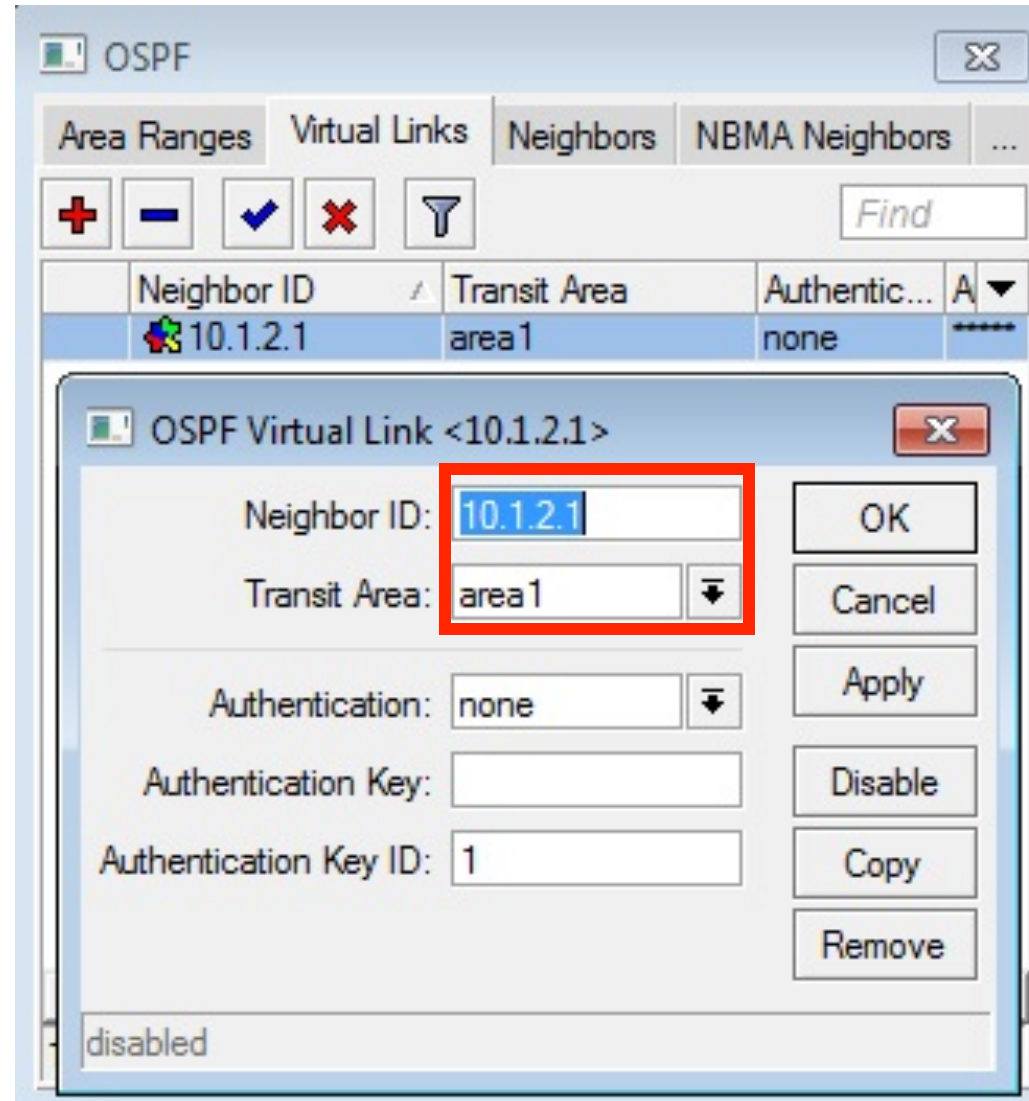 OSPF
Area Ranges Virtual Links Neighbors NBMA Neighbors ...
Find
Neighbor ID Transit Area Authentic... A
10.1.2.1 area1 none *****
OSPF Virtual Link <10.1.2.1>
Neighbor ID: 10.1.2.1 OK
Transit Area: area1 Cancel
Authentication: none Apply
Authentication Key: Disable
Authentication Key ID: 1 Copy
Remove
disabled